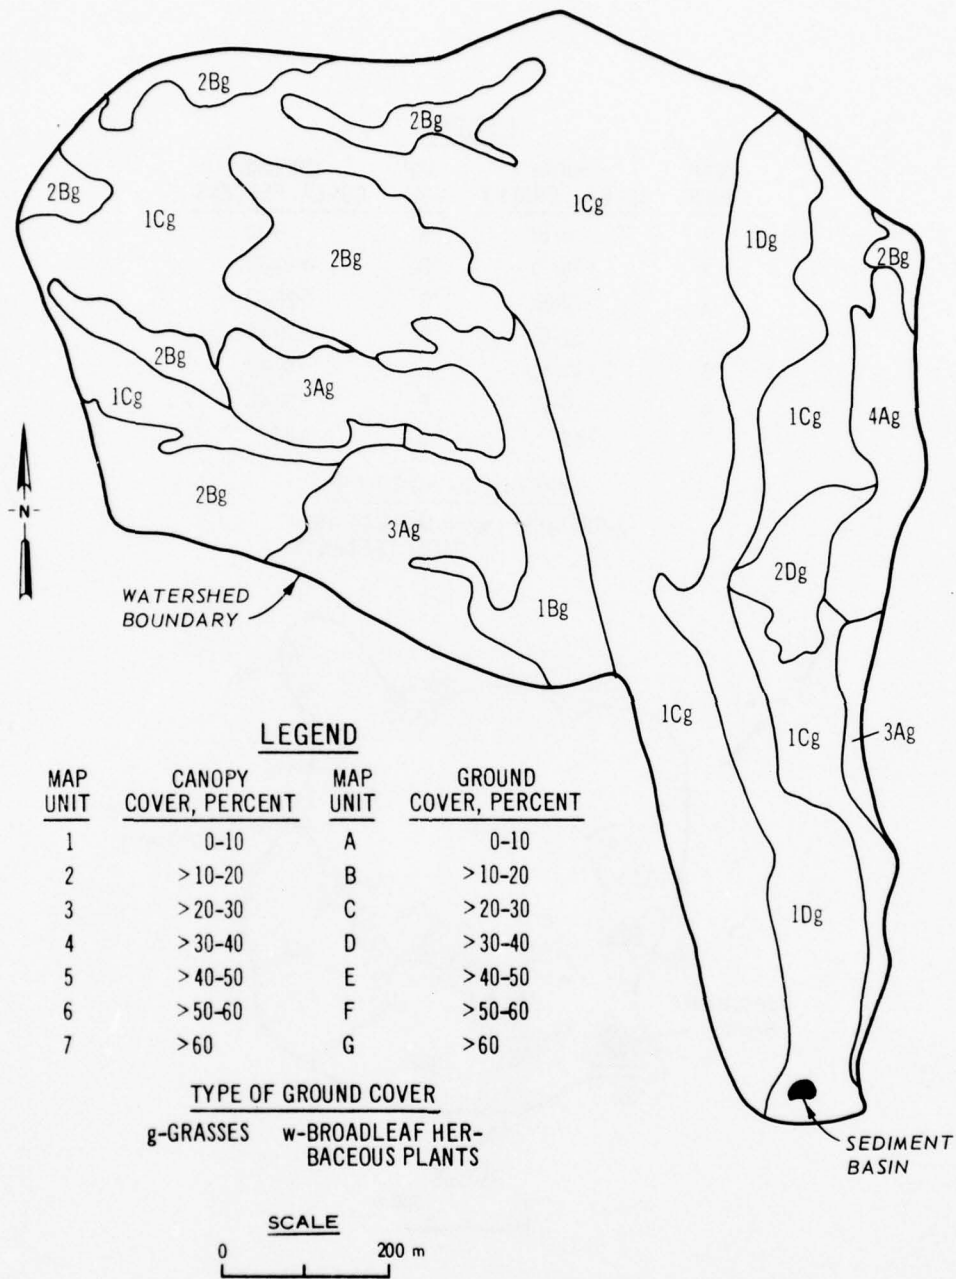 2Bg
2Bg
2Bg
1Cg
1Cg
1Dg
2Bg
2Bg
2Bg
3Ag
1Cg
1Cg
4Ag
2Bg
-N-
3Ag
2Dg
WATERSHED
BOUNDARY
1Bg
1Cg
1Cg
3Ag
LEGEND
MAP UNIT CANOPY COVER, PERCENT MAP UNIT GROUND COVER, PERCENT
1 0-10 A 0-10
2 >10-20 B >10-20
3 >20-30 C >20-30
4 >30-40 D >30-40
5 >40-50 E >40-50
6 >50-60 F >50-60
7 >60 G >60
1Dg
TYPE OF GROUND COVER
g-GRASSES w-BROADLEAF HER-
BACEOUS PLANTS
SEDIMENT
BASIN
SCALE
0 200 m